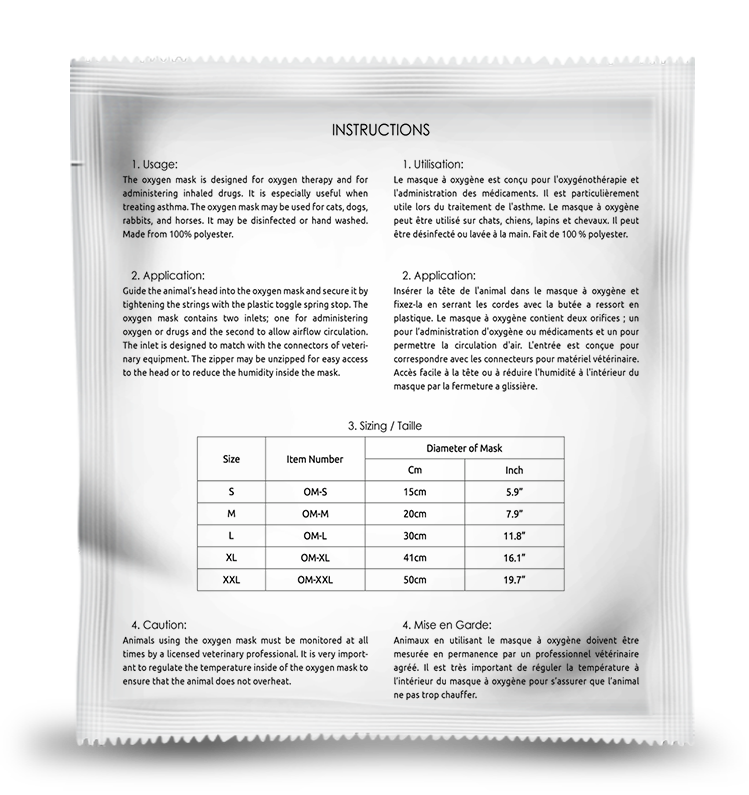 INSTRUCTIONS
1. Usage:
The oxygen mask is designed for oxygen therapy and for
administering inhaled drugs. It is especially useful when
treating asthma. The oxygen mask may be used for cats, dogs,
rabbits, and horses. It may be disinfected or hand washed.
Made from 100% polyester.
1. Utilisation:
Le masque à oxygène est conçu pour l'oxygénothérapie et
l'administration des médicaments. Il est particulièrement
utile lors du traitement de l'asthme. Le masque à oxygène
peut être utilisé sur chats, chiens, lapins et chevaux. Il peut
être désinfecté ou lavée à la main. Fait de 100 % polyester.
2. Application:
Guide the animal's head into the oxygen mask and secure it by
tightening the strings with the plastic toggle spring stop. The
oxygen mask contains two inlets; one for administering
oxygen or drugs and the second to allow airflow circulation.
The inlet is designed to match with the connectors of veteri-
nary equipment. The zipper may be unzipped for easy access
to the head or to reduce the humidity inside the mask.
2. Application:
Insérer la tête de l'animal dans le masque à oxygène et
fixez-la en serrant les cordes avec la butée a ressort en
plastique. Le masque à oxygène contient deux orifices ; un
pour l'administration d'oxygène ou médicaments et un pour
permettre la circulation d'air. L'entrée est conçue pour
correspondre avec les connecteurs pour matériel vétérinaire.
Accès facile à la tête ou à réduire l'humidité à l'intérieur du
masque par la fermeture a glissière.
3. Sizing / Taille
Size Item Number Diameter of Mask
Cm Inch
S OM-S 15cm 5.9"
M OM-M 20cm 7.9"
L OM-L 30cm 11.8"
XL OM-XL 41cm 16.1"
XXL OM-XXL 50cm 19.7"
4. Caution:
Animals using the oxygen mask must be monitored at all
times by a licensed veterinary professional. It is very import-
ant to regulate the temperature inside of the oxygen mask to
ensure that the animal does not overheat.
4. Mise en Garde:
Animaux en utilisant le masque à oxygène doivent être
mesurée en permanence par un professionnel vétérinaire
agréé. Il est très important de réguler la température à
l'intérieur du masque à oxygène pour s'assurer que l'animal
ne pas trop chauffer.